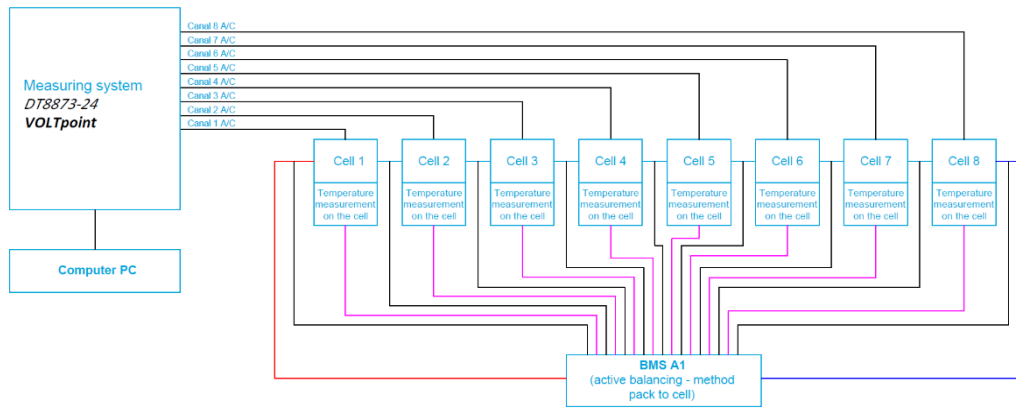 Canal 8 A/C
Canal 7 A/C
Canal 6 A/C
Canal 5 A/C
Canal 4 A/C
Canal 3 A/C
Canal 2 A/C
Canal 1 A/C
Measuring system
DT8873-24
VOLTpoint
Computer PC
Cell 1
Temperature
measurement
on the cell
Cell 2
Temperature
measurement
on the cell
Cell 3
Temperature
measurement
on the cell
Cell 4
Temperature
measurement
on the cell
Cell 5
Temperature
measurement
on the cell
Cell 6
Temperature
measurement
on the cell
Cell 7
Temperature
measurement
on the cell
Cell 8
Temperature
measurement
on the cell
BMS A1
(active balancing - method
pack to cell)